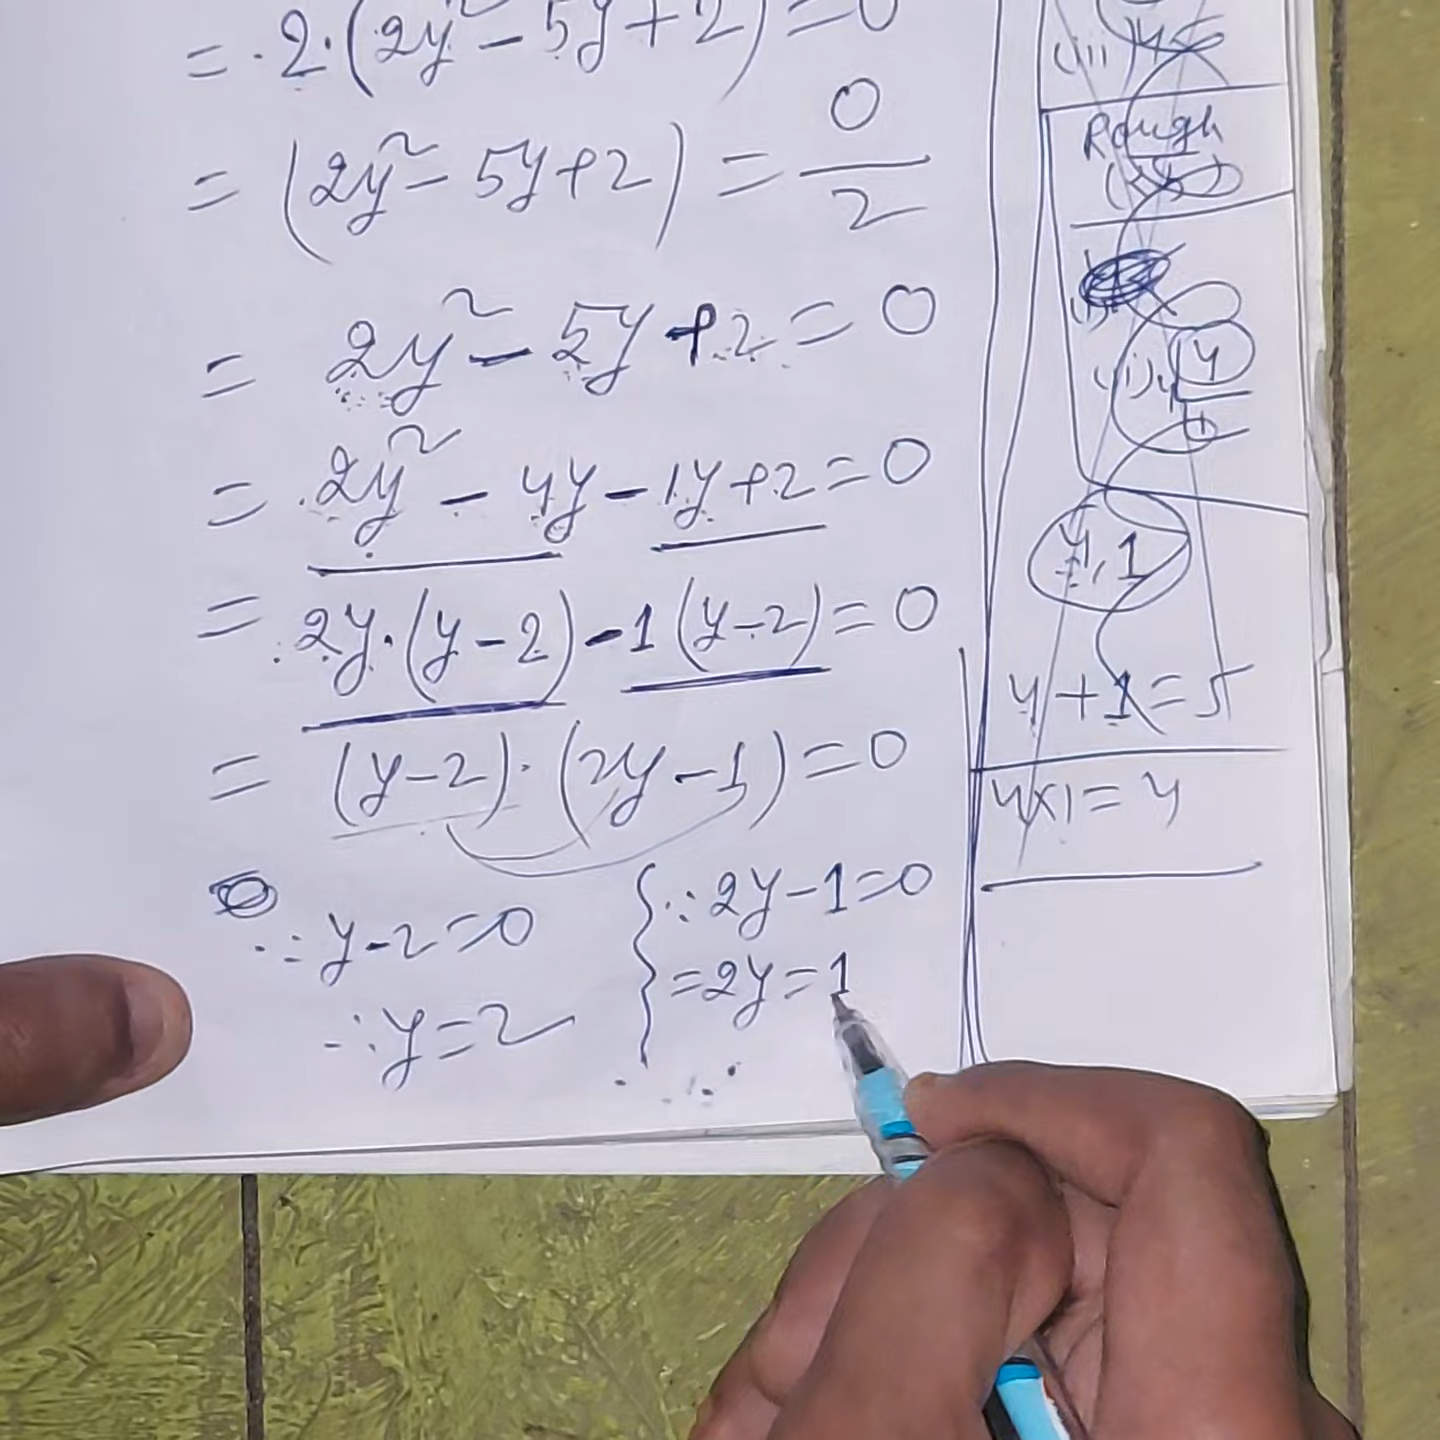 = 2·(2y² - 5y + 2) = 0
= (2y² - 5y + 2) = 0/2
= 2y² - 5y + 2 = 0
= 2y² - 4y - 1y + 2 = 0
= 2y·(y - 2) - 1(y - 2) = 0
= (y - 2)·(2y - 1) = 0
∵ y - 2 = 0
∴ y = 2
∵ 2y - 1 = 0
= 2y = 1
Rough
4, 1
4 + 1 = 5
4×1 = 4